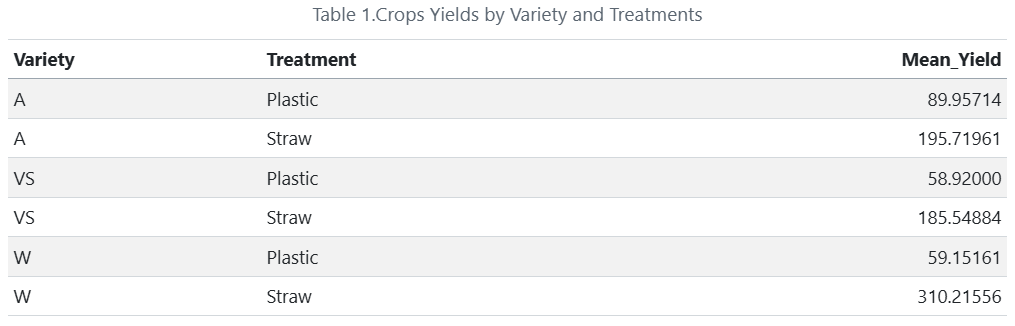 Table 1.Crops Yields by Variety and Treatments
Variety Treatment Mean_Yield
A Plastic 89.95714
A Straw 195.71961
VS Plastic 58.92000
VS Straw 185.54884
W Plastic 59.15161
W Straw 310.21556